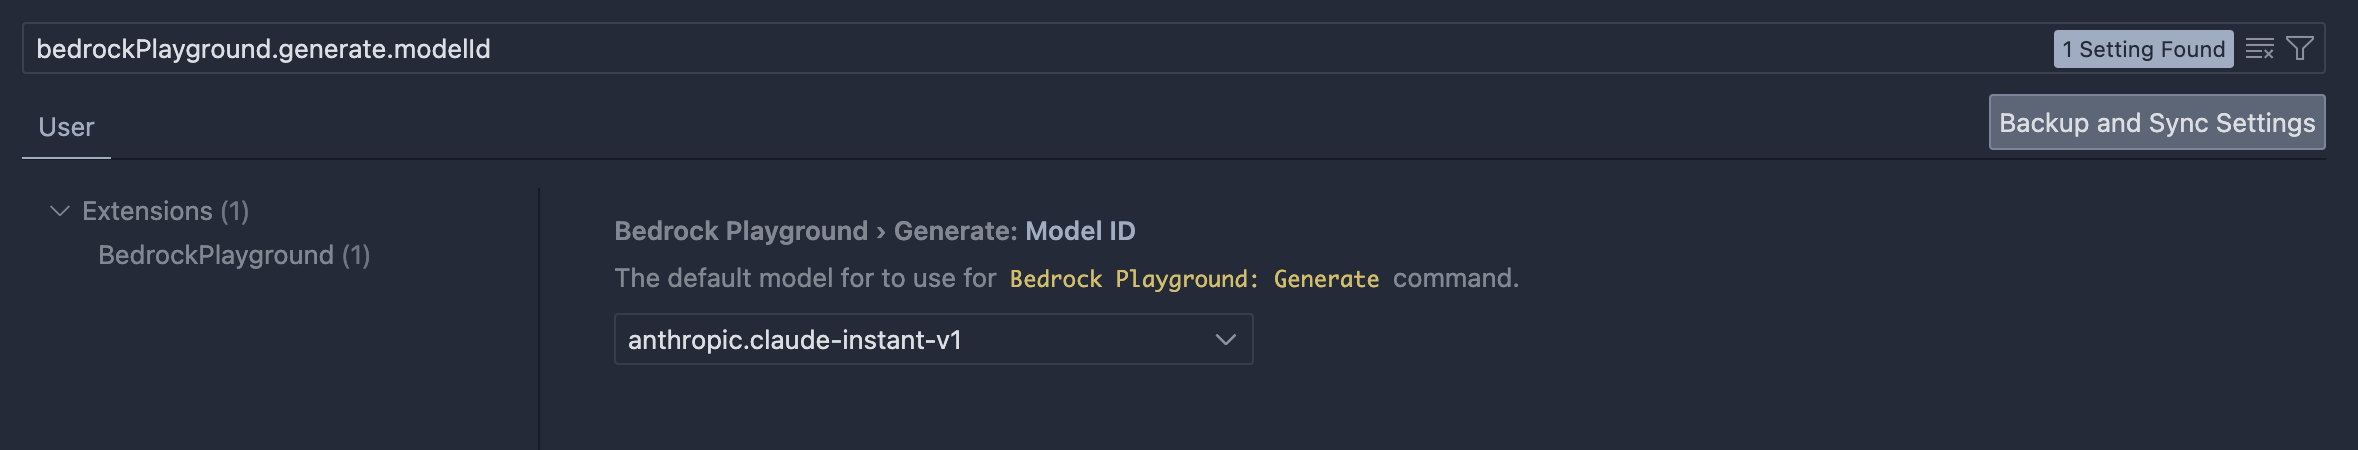 bedrockPlayground.generate.modelId
1 Setting Found
User
Backup and Sync Settings
Extensions (1)
BedrockPlayground (1)
Bedrock Playground › Generate: Model ID
The default model for to use for Bedrock Playground: Generate command.
anthropic.claude-instant-v1